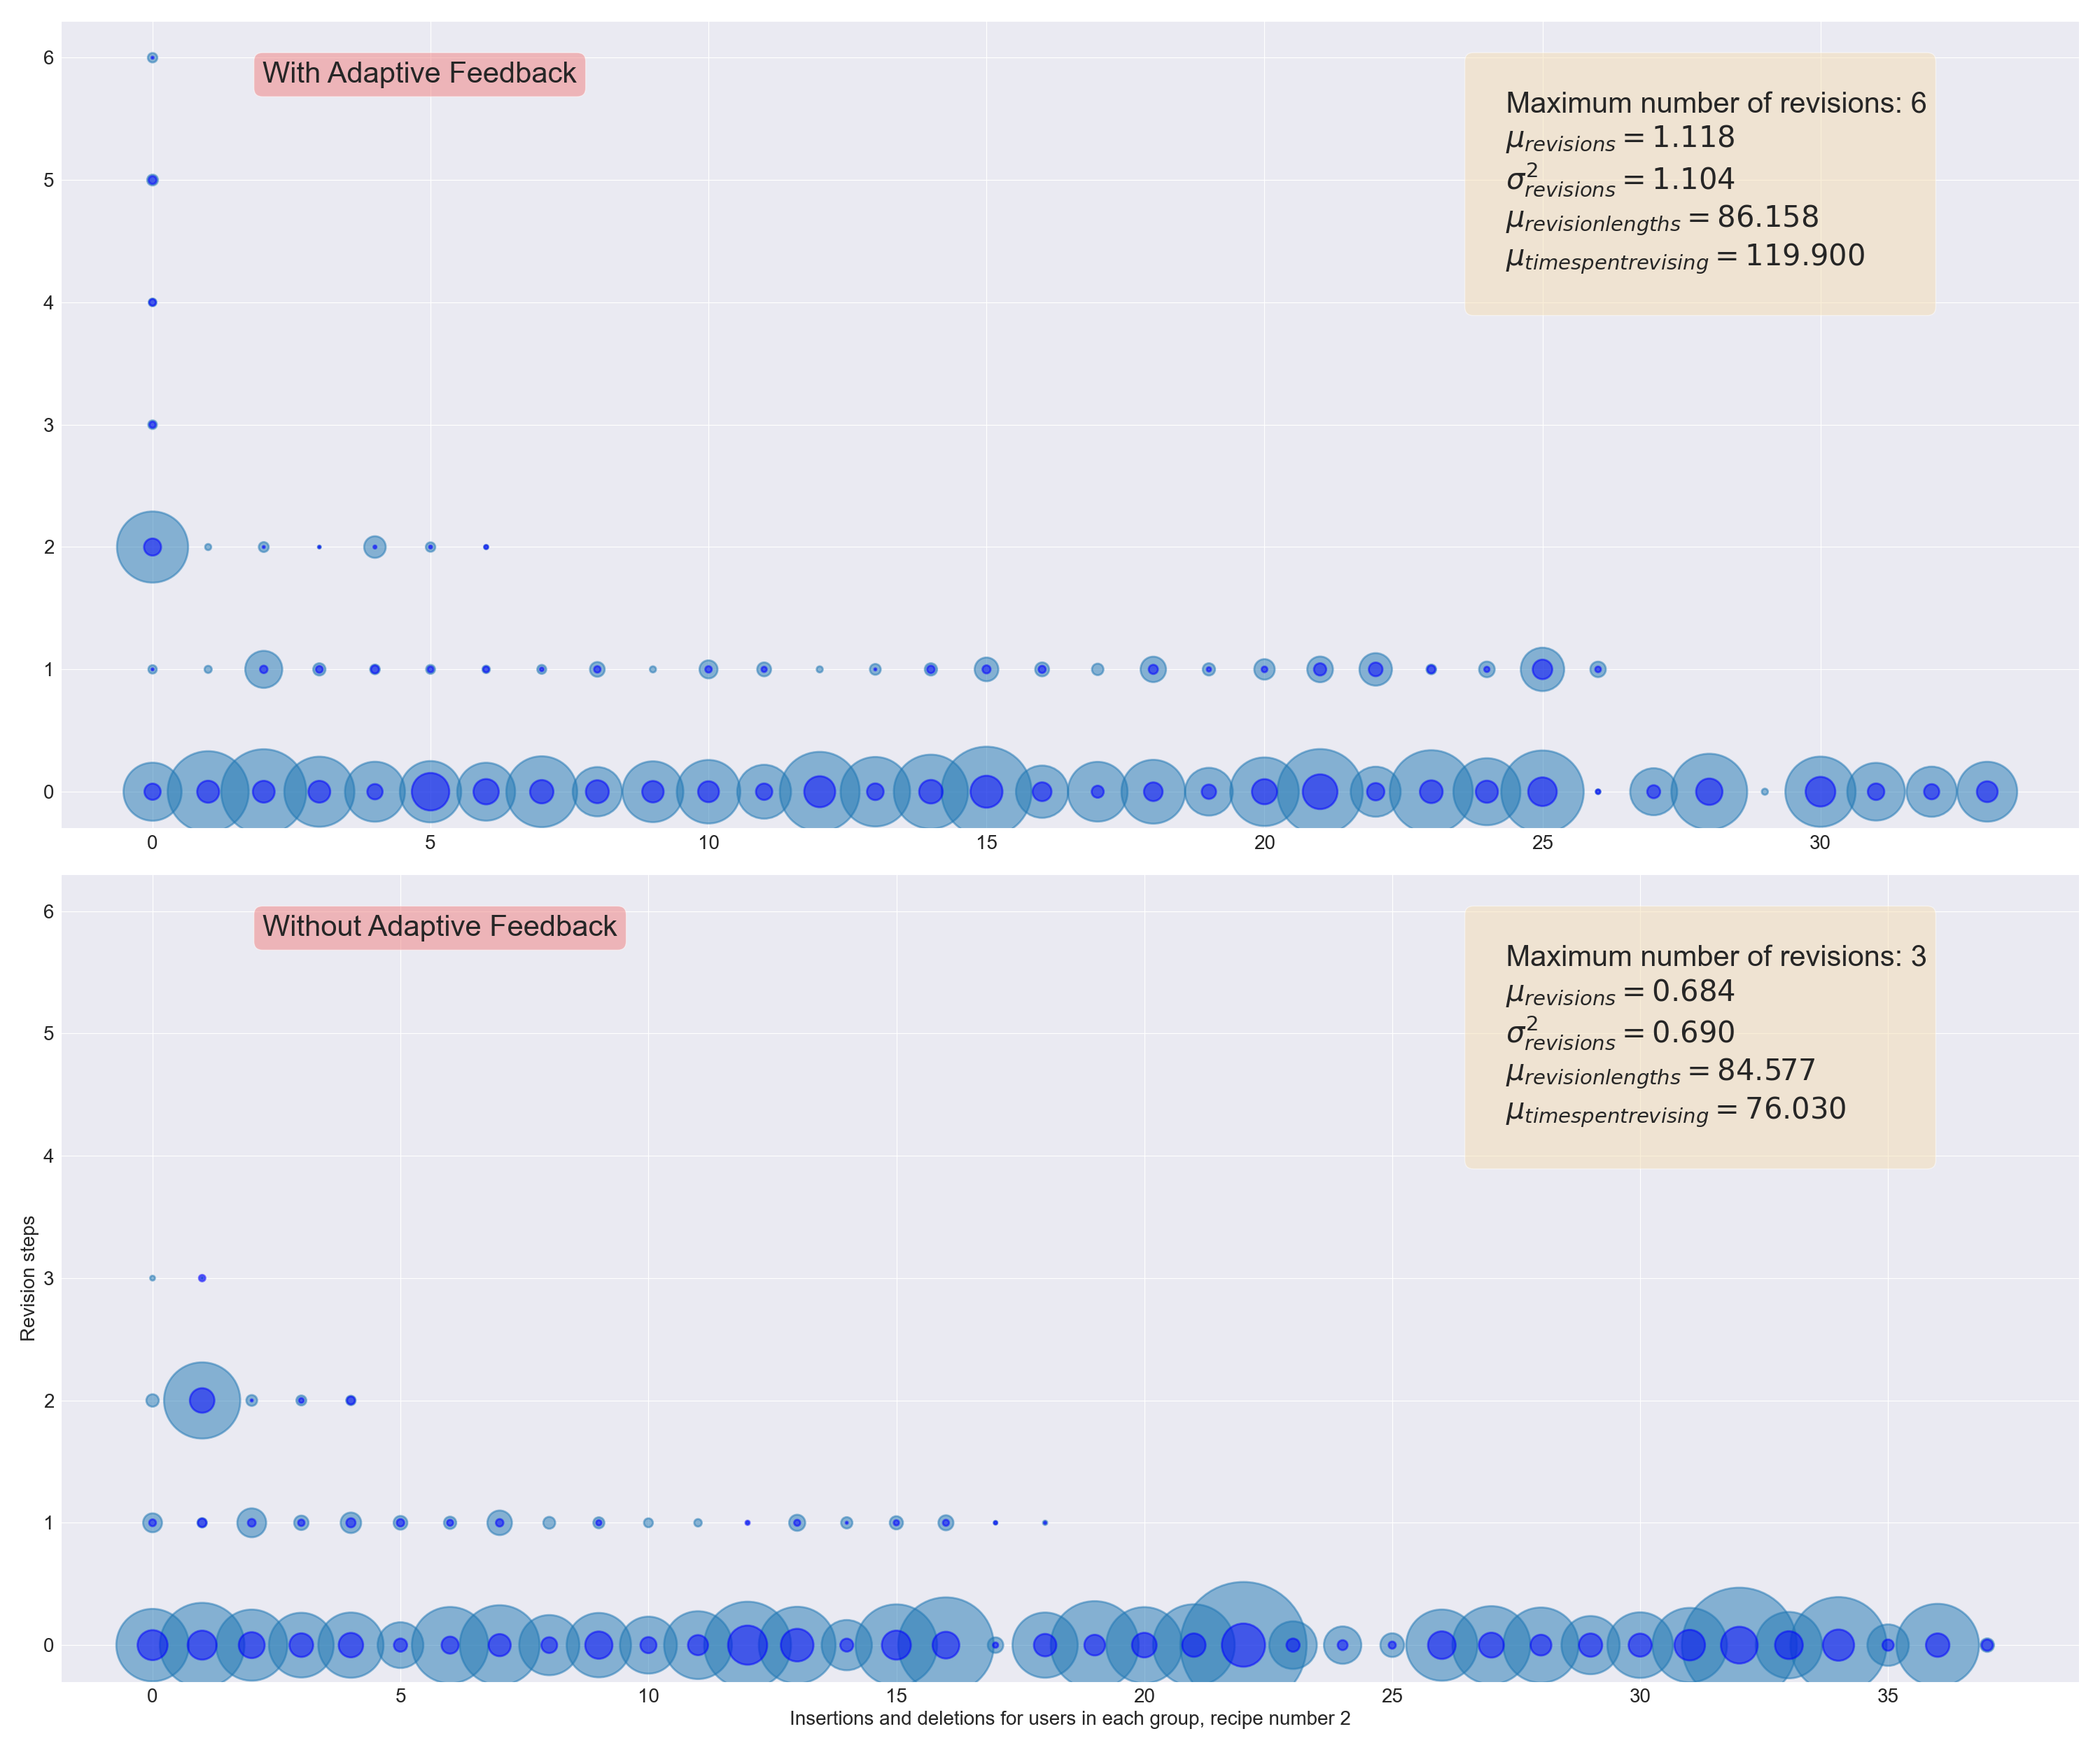 With Adaptive Feedback
Maximum number of revisions: 6
μrevisions = 1.118
σ²revisions = 1.104
μrevisionlengths = 86.158
μtimespentrevising = 119.900
6
5
4
3
2
1
0
0 5 10 15 20 25 30
Without Adaptive Feedback
Maximum number of revisions: 3
μrevisions = 0.684
σ²revisions = 0.690
μrevisionlengths = 84.577
μtimespentrevising = 76.030
6
5
4
3
2
1
0
Revision steps
0 5 10 15 20 25 30 35
Insertions and deletions for users in each group, recipe number 2